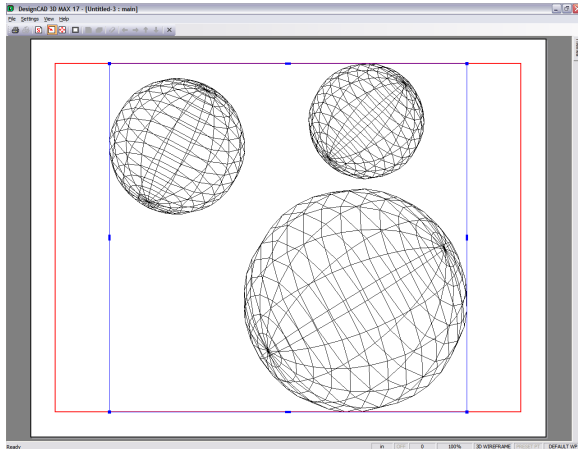 DesignCAD 3D MAX 17 - [Untitled-3 : main]
File Settings View Help
Ready in OFF 0 100% 3D WIREFRAME DEFAULT WP